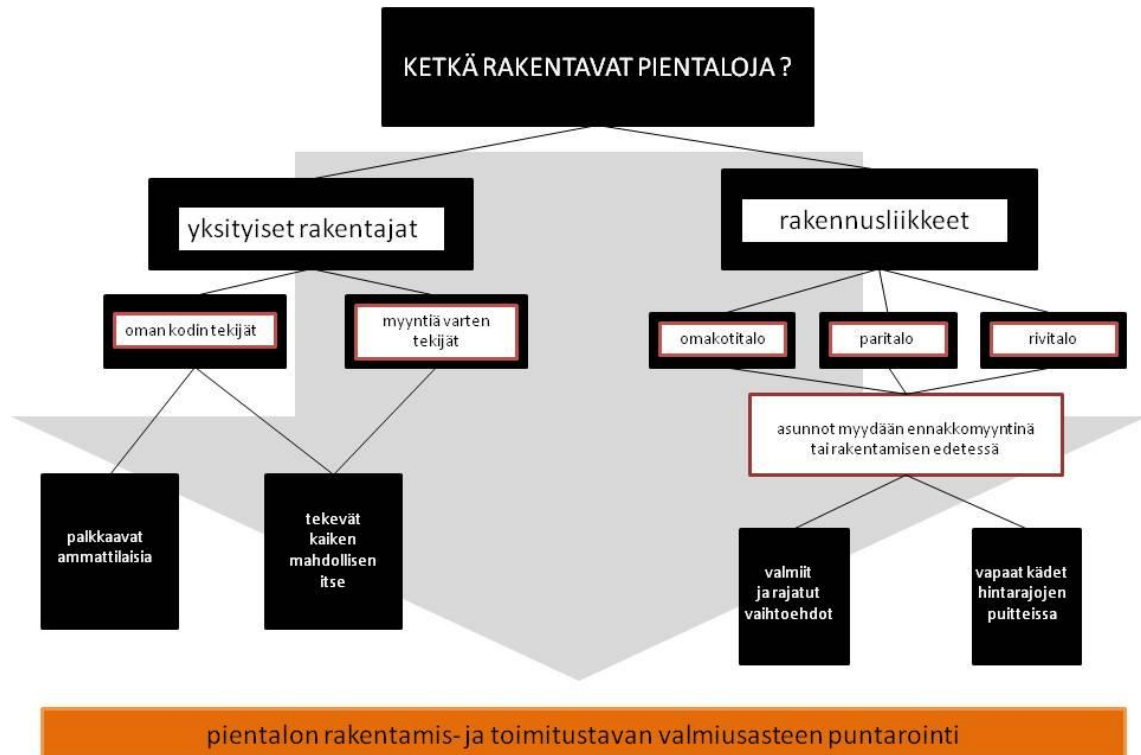 KETKÄ RAKENTAVAT PIENTALOJA ?
yksityiset rakentajat
rakennusliikkeet
oman kodin tekijät
myyntiä varten
tekijät
omakotitalo
paritalo
rivitalo
asunnot myydään ennakkomyyntinä
tai rakentamisen edetessä
palkkaavat
ammattilaisia
tekevät
kaiken
mahdollisen
itse
valmiit
ja rajatut
vaihtoehdot
vapaat kädet
hintarajojen
puitteissa
pientalon rakentamis- ja toimitustavan valmiusasteen puntarointi